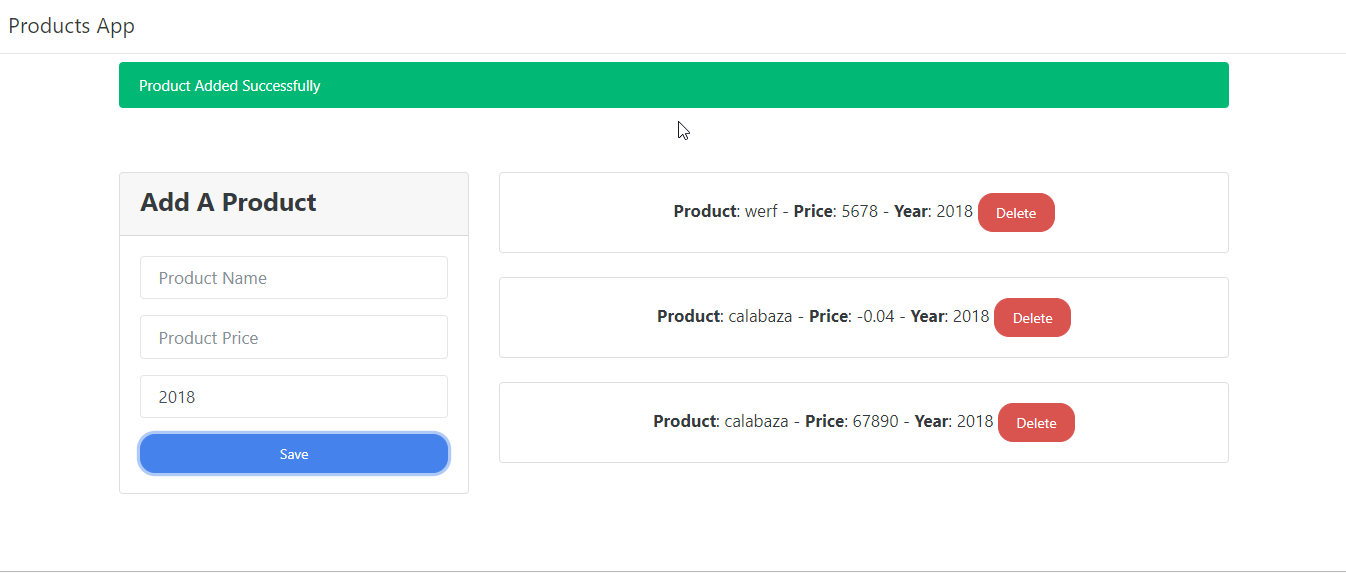 Products App
Product Added Successfully
Add A Product
Product Name
Product Price
2018
Save
Product: werf - Price: 5678 - Year: 2018 Delete
Product: calabaza - Price: -0.04 - Year: 2018 Delete
Product: calabaza - Price: 67890 - Year: 2018 Delete